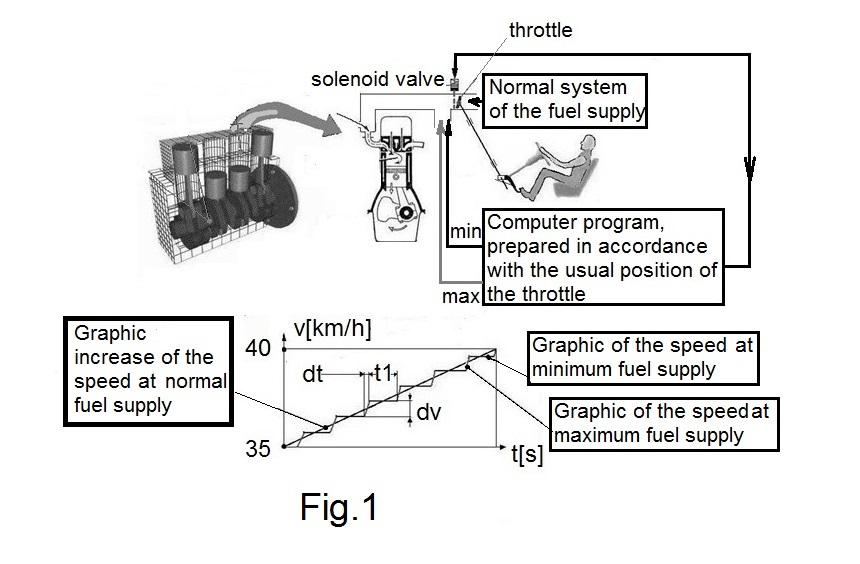 throttle
solenoid valve
Normal system
of the fuel supply
min
max
Computer program,
prepared in accordance
with the usual position of
the throttle
Graphic
increase of the
speed at normal
fuel supply
v[km/h]
40
dt
t1
dv
35
t[s]
Graphic of the speed at
minimum fuel supply
Graphic of the speed at
maximum fuel supply
Fig.1